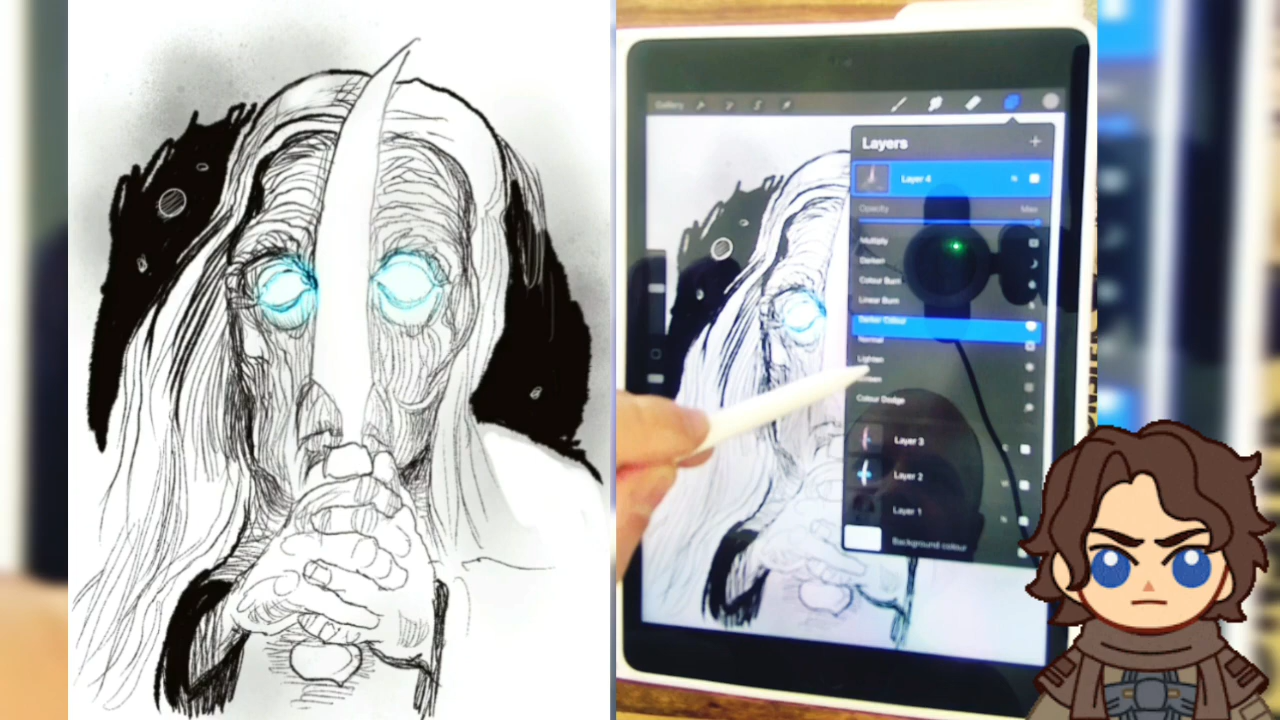 Gallery
Layers
Layer 4
N
Opacity
Max
Multiply
Darken
Colour Burn
Linear Burn
Darker Colour
Normal
Lighten
Colour Dodge
Layer 3
Layer 2
Layer 1
Background colour